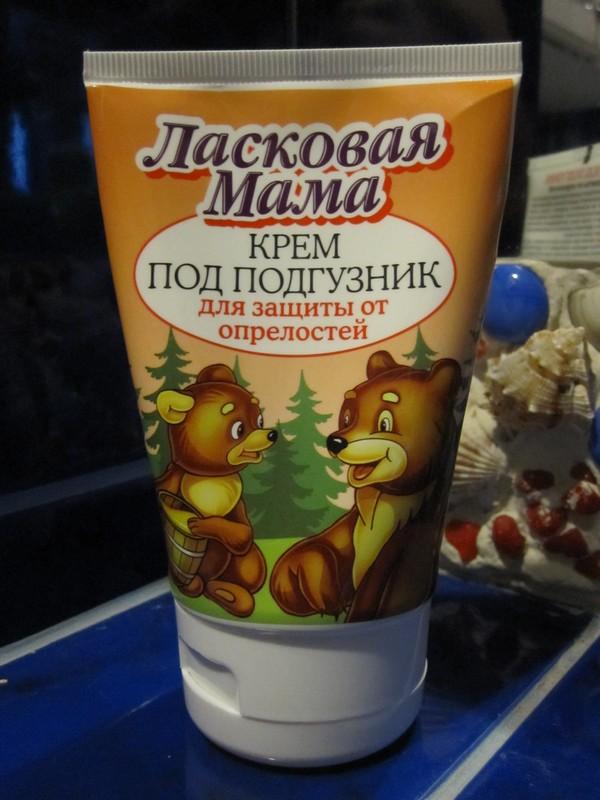 Ласковая
Мама
КРЕМ
ПОД ПОДГУЗНИК
для защиты от
опрелостей